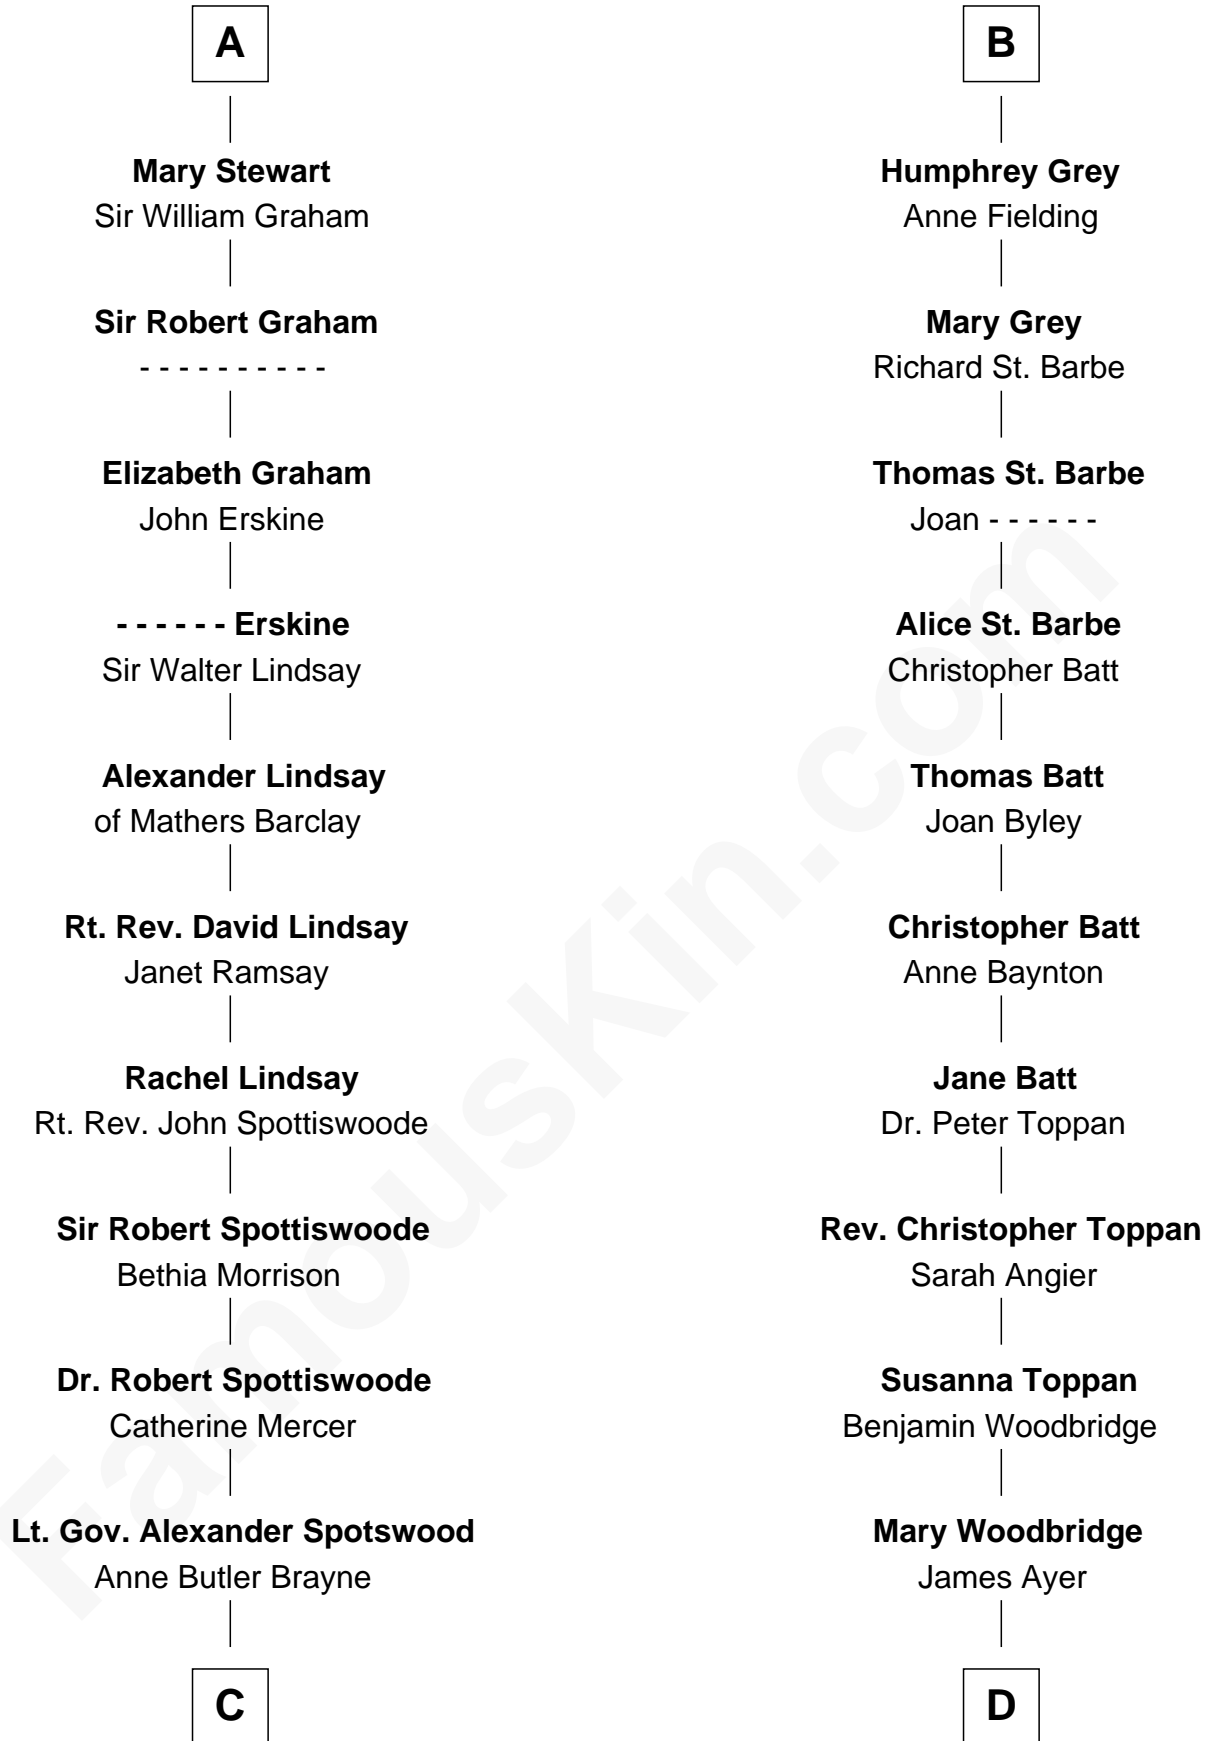 A
Mary Stewart
Sir William Graham
Sir Robert Graham
- - - - - - - - - -
Elizabeth Graham
John Erskine
- - - - - - Erskine
Sir Walter Lindsay
Alexander Lindsay
of Mathers Barclay
Rt. Rev. David Lindsay
Janet Ramsay
Rachel Lindsay
Rt. Rev. John Spottiswoode
Sir Robert Spottiswoode
Bethia Morrison
Dr. Robert Spottiswoode
Catherine Mercer
Lt. Gov. Alexander Spotswood
Anne Butler Brayne
C
B
Humphrey Grey
Anne Fielding
Mary Grey
Richard St. Barbe
Thomas St. Barbe
Joan - - - - - -
Alice St. Barbe
Christopher Batt
Thomas Batt
Joan Byley
Christopher Batt
Anne Baynton
Jane Batt
Dr. Peter Toppan
Rev. Christopher Toppan
Sarah Angier
Susanna Toppan
Benjamin Woodbridge
Mary Woodbridge
James Ayer
D
FamousKin.com